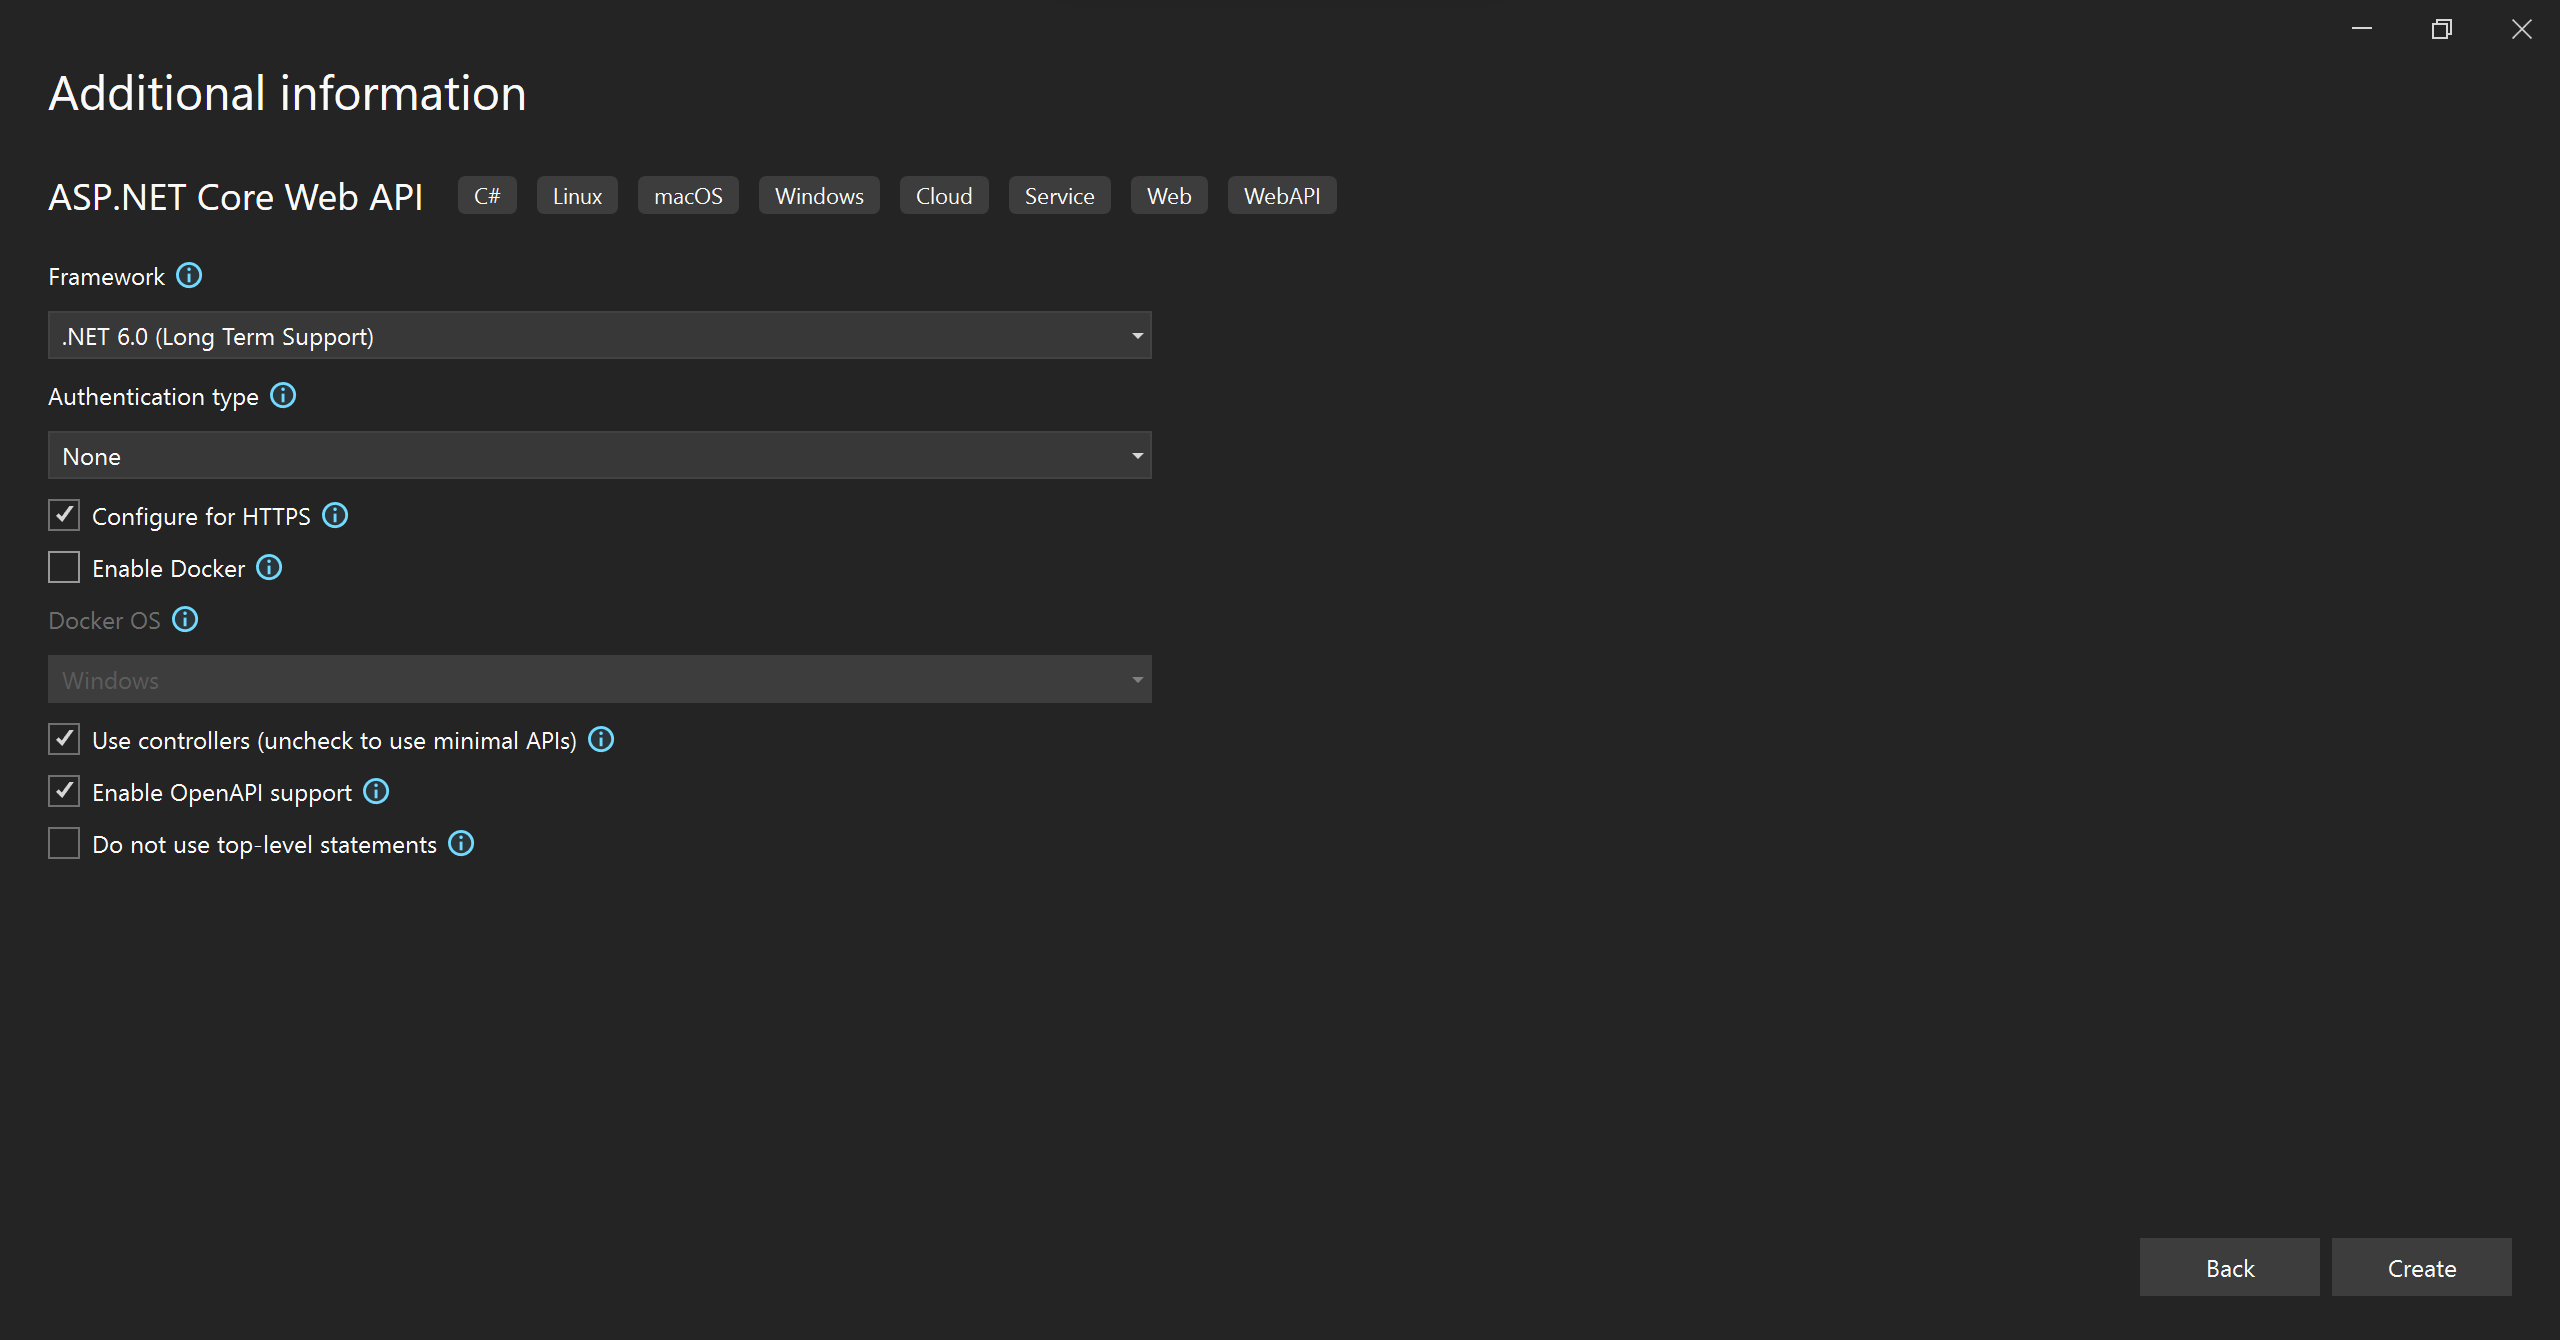 Additional information
ASP.NET Core Web API C# Linux macOS Windows Cloud Service Web WebAPI
Framework
.NET 6.0 (Long Term Support)
Authentication type
None
Configure for HTTPS
Enable Docker
Docker OS
Windows
Use controllers (uncheck to use minimal APIs)
Enable OpenAPI support
Do not use top-level statements
Back Create